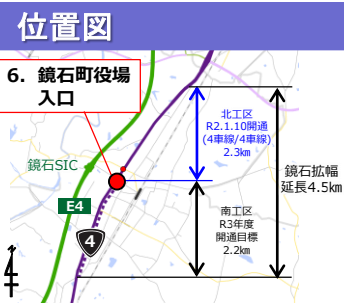 位置図
6. 鏡石町役場
入口
北工区
R2.1.10開通
(4車線/4車線)
2.3km
鏡石SIC
鏡石拡幅
延長4.5km
E4
南工区
R3年度
開通目標
2.2km
4